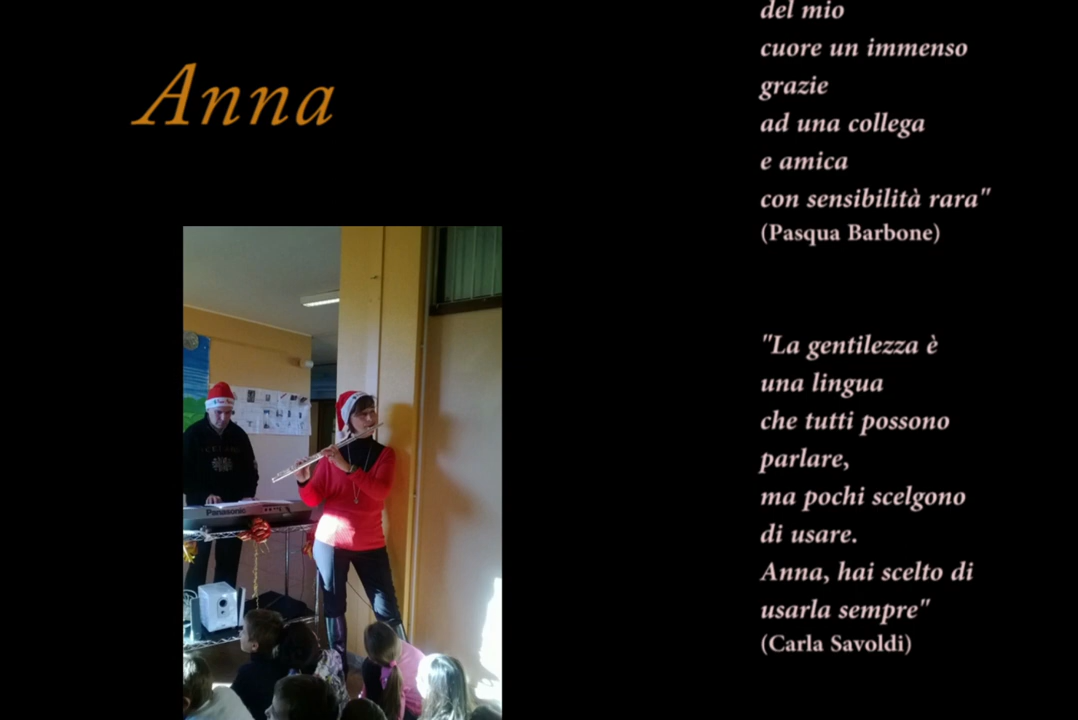 Anna
del mio
cuore un immenso
grazie
ad una collega
e amica
con sensibilità rara"
(Pasqua Barbone)
"La gentilezza è
una lingua
che tutti possono
parlare,
ma pochi scelgono
di usare.
Anna, hai scelto di
usarla sempre"
(Carla Savoldi)
Panasonic